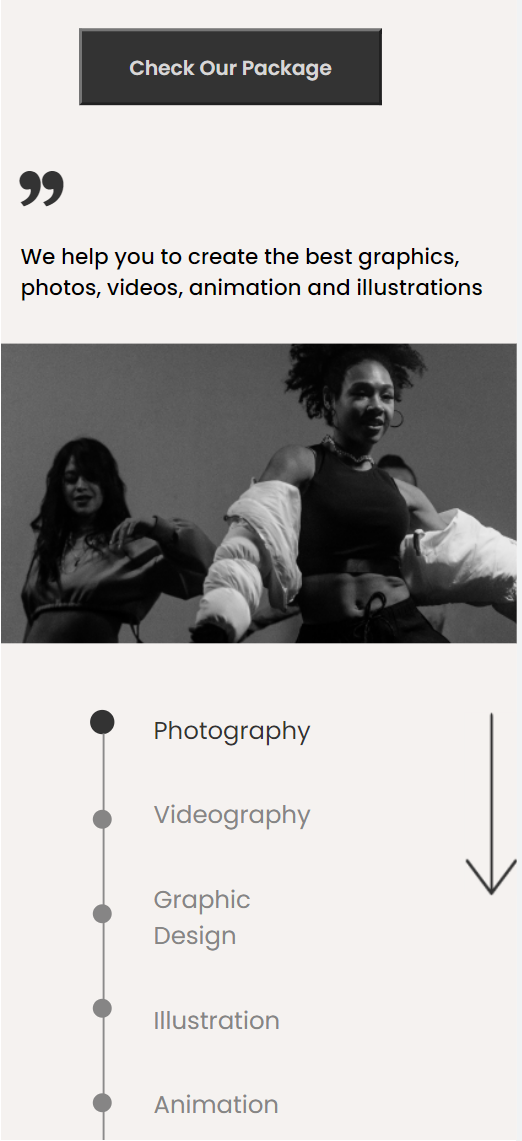 Check Our Package
”
We help you to create the best graphics,
photos, videos, animation and illustrations
Photography
Videography
Graphic
Design
Illustration
Animation